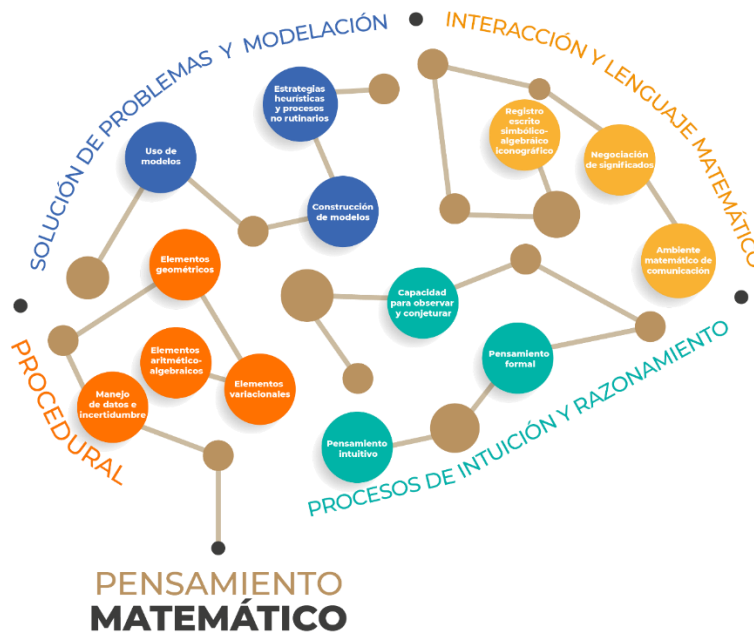 SOLUCIÓN DE PROBLEMAS Y MODELACIÓN
Estrategias
heurísticas
y procesos
no rutinarios
Uso de
modelos
Construcción
de modelos
INTERACCIÓN Y LENGUAJE MATEMÁTICO
Registro
escrito
simbólico-
algebráico
iconográfico
Negociación
de significados
Ambiente
matemático de
comunicación
PROCEDURAL
Elementos
geométricos
Elementos
aritmético-
algebraicos
Elementos
variacionales
Manejo
de datos e
incertidumbre
Capacidad
para observar
y conjeturar
Pensamiento
formal
Pensamiento
intuitivo
PROCESOS DE INTUICIÓN Y RAZONAMIENTO
PENSAMIENTO
MATEMÁTICO